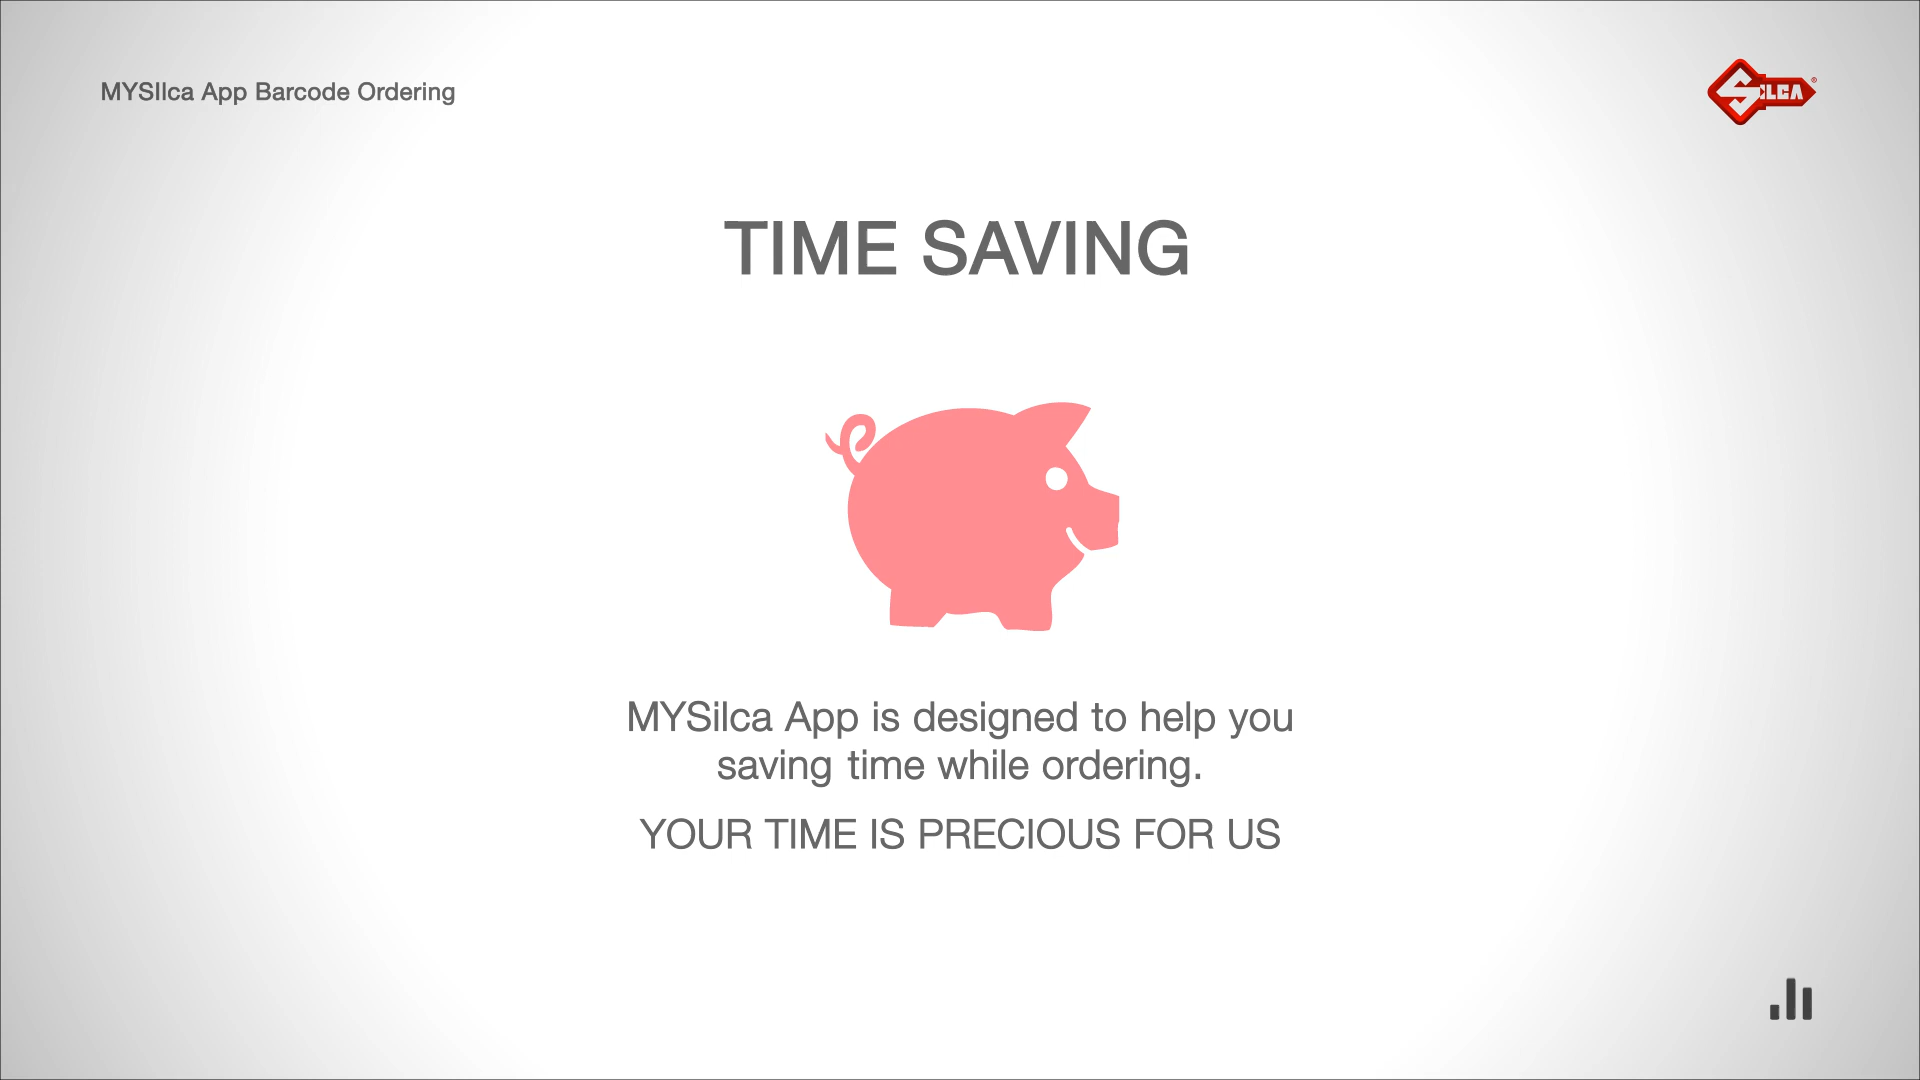 MYSIlca App Barcode Ordering
SILCA®
TIME SAVING
MYSilca App is designed to help you
saving time while ordering.
YOUR TIME IS PRECIOUS FOR US